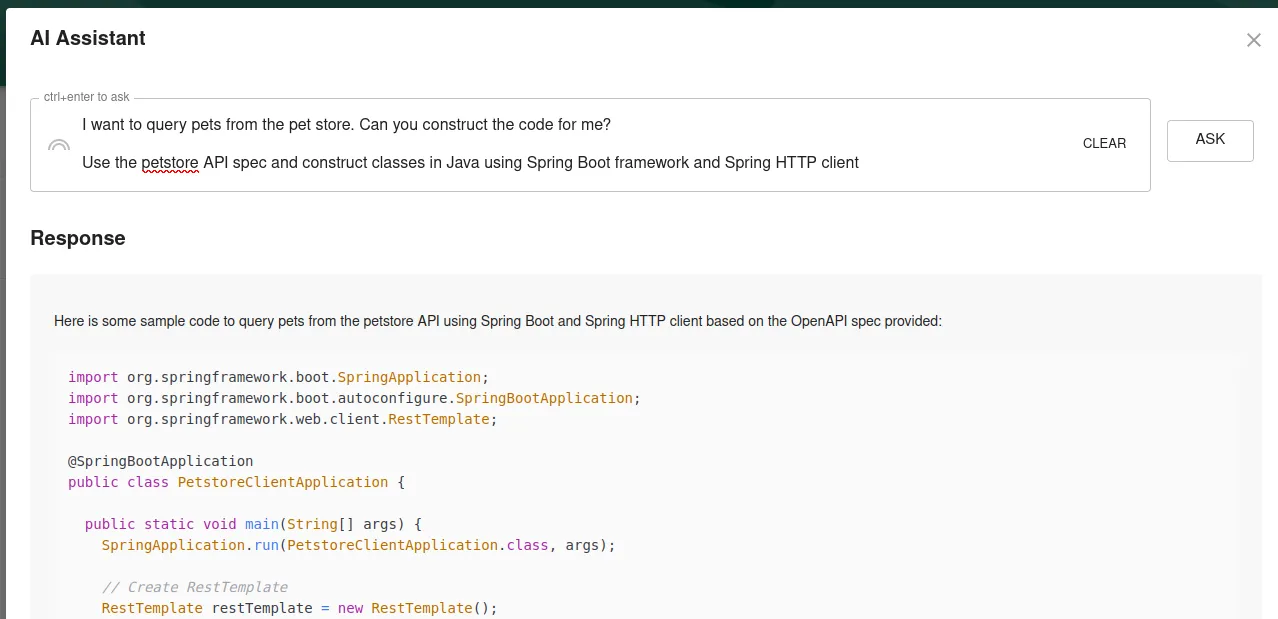 AI Assistant
ctrl+enter to ask
I want to query pets from the pet store. Can you construct the code for me?
Use the petstore API spec and construct classes in Java using Spring Boot framework and Spring HTTP client
CLEAR
ASK
Response
Here is some sample code to query pets from the petstore API using Spring Boot and Spring HTTP client based on the OpenAPI spec provided:
import org.springframework.boot.SpringApplication;
import org.springframework.boot.autoconfigure.SpringBootApplication;
import org.springframework.web.client.RestTemplate;
@SpringBootApplication
public class PetstoreClientApplication {
public static void main(String[] args) {
SpringApplication.run(PetstoreClientApplication.class, args);
// Create RestTemplate
RestTemplate restTemplate = new RestTemplate();